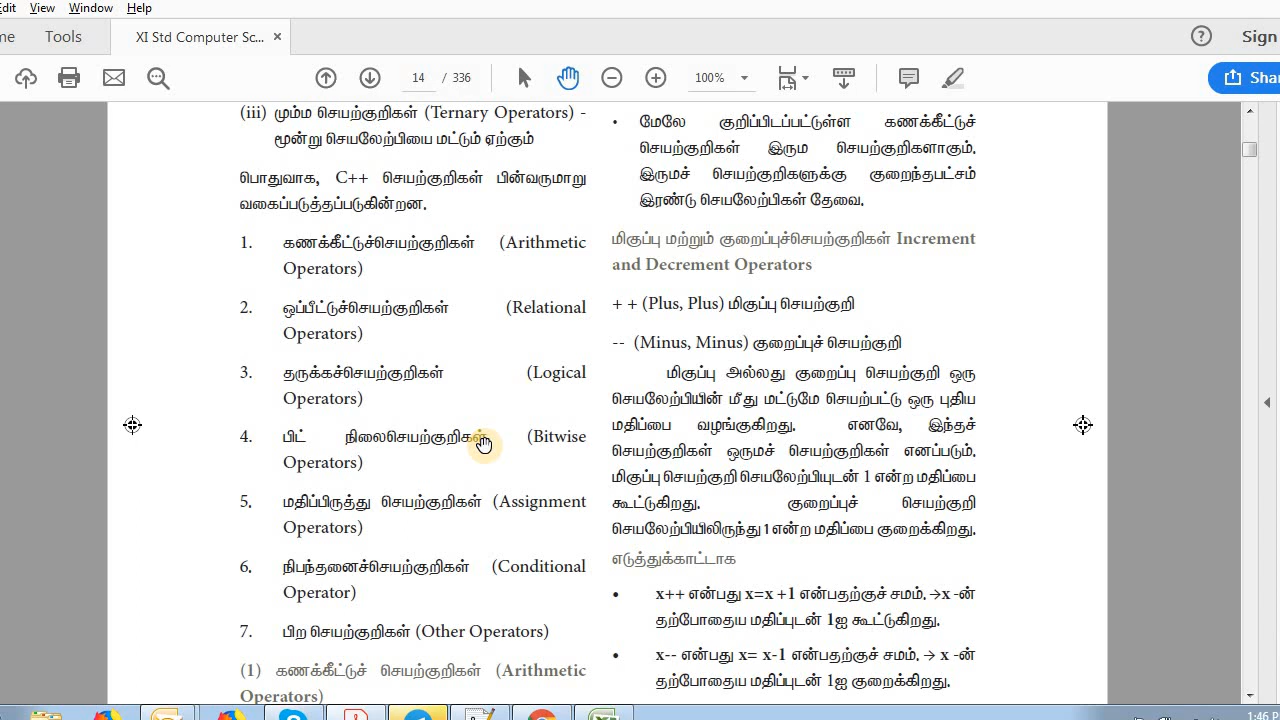 Edit View Window Help
me Tools XI Std Computer Sc... × Sign
14 / 336 100% Shar
(iii) மும்ம செயற்குறிகள் (Ternary Operators) -
மூன்று செயலேற்பியை மட்டும் ஏற்கும்
பொதுவாக, C++ செயற்குறிகள் பின்வருமாறு
வகைப்படுத்தப்படுகின்றன.
1. கணக்கீட்டுச்செயற்குறிகள் (Arithmetic
Operators)
2. ஒப்பீட்டுச்செயற்குறிகள் (Relational
Operators)
3. தருக்கச்செயற்குறிகள் (Logical
Operators)
4. பிட் நிலைசெயற்குறிகள் (Bitwise
Operators)
5. மதிப்பிருத்து செயற்குறிகள் (Assignment
Operators)
6. நிபந்தனைச்செயற்குறிகள் (Conditional
Operator)
7. பிற செயற்குறிகள் (Other Operators)
(1) கணக்கீட்டுச் செயற்குறிகள் (Arithmetic
Operators)
• மேலே குறிப்பிடப்பட்டுள்ள கணக்கீட்டுச்
செயற்குறிகள் இரும செயற்குறிகளாகும்.
இருமச் செயற்குறிகளுக்கு குறைந்தபட்சம்
இரண்டு செயலேற்பிகள் தேவை.
மிகுப்பு மற்றும் குறைப்புச்செயற்குறிகள் Increment
and Decrement Operators
+ + (Plus, Plus) மிகுப்பு செயற்குறி
-- (Minus, Minus) குறைப்புச் செயற்குறி
மிகுப்பு அல்லது குறைப்பு செயற்குறி ஒரு
செயலேற்பியின் மீது மட்டுமே செயற்பட்டு ஒரு புதிய
மதிப்பை வழங்குகிறது. எனவே, இந்தச்
செயற்குறிகள் ஒருமச் செயற்குறிகள் எனப்படும்.
மிகுப்பு செயற்குறி செயலேற்பியுடன் 1 என்ற மதிப்பை
கூட்டுகிறது. குறைப்புச் செயற்குறி
செயலேற்பியிலிருந்து 1 என்ற மதிப்பை குறைக்கிறது.
எடுத்துக்காட்டாக
• x++ என்பது x=x +1 என்பதற்குச் சமம். →x -ன்
தற்போதைய மதிப்புடன் 1ஐ கூட்டுகிறது.
• x-- என்பது x= x-1 என்பதற்குச் சமம். → x -ன்
தற்போதைய மதிப்புடன் 1ஐ குறைக்கிறது.
1:46 P